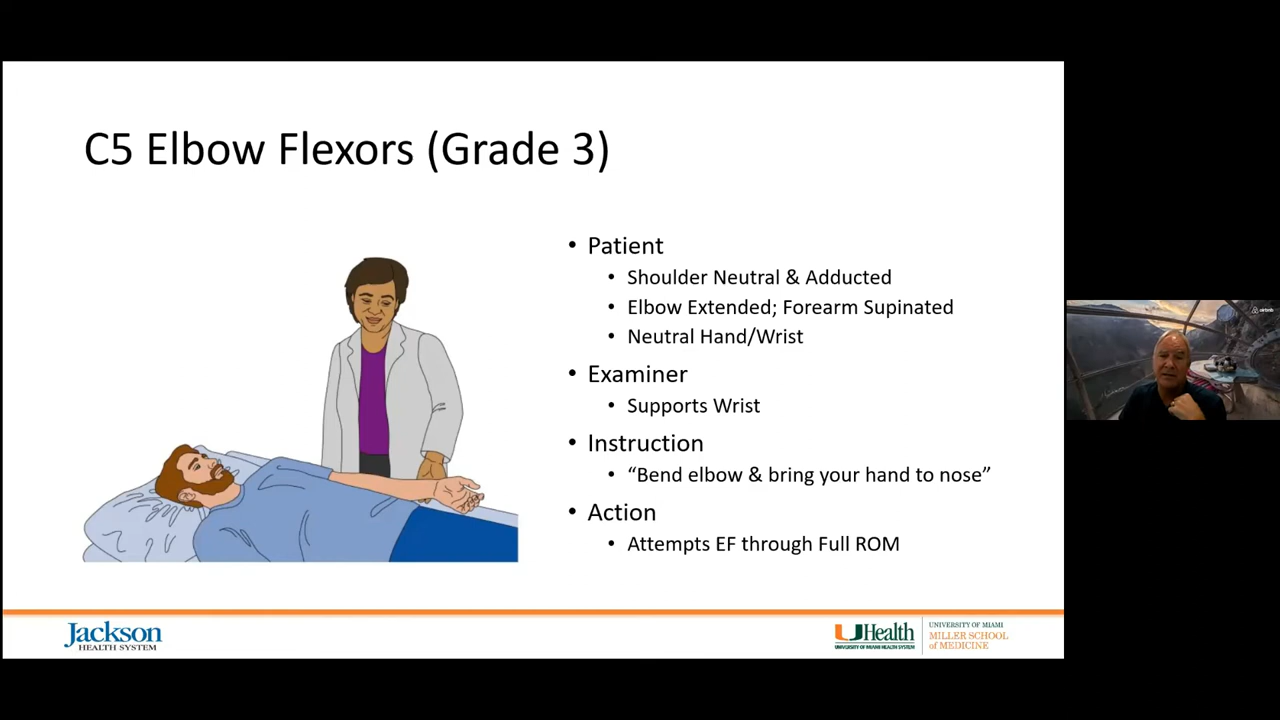 C5 Elbow Flexors (Grade 3)
• Patient
• Shoulder Neutral & Adducted
• Elbow Extended; Forearm Supinated
• Neutral Hand/Wrist
• Examiner
• Supports Wrist
• Instruction
• “Bend elbow & bring your hand to nose”
• Action
• Attempts EF through Full ROM
airbnb
Jackson
HEALTH SYSTEM
UHealth
UNIVERSITY OF MIAMI HEALTH SYSTEM
UNIVERSITY OF MIAMI
MILLER SCHOOL
of MEDICINE